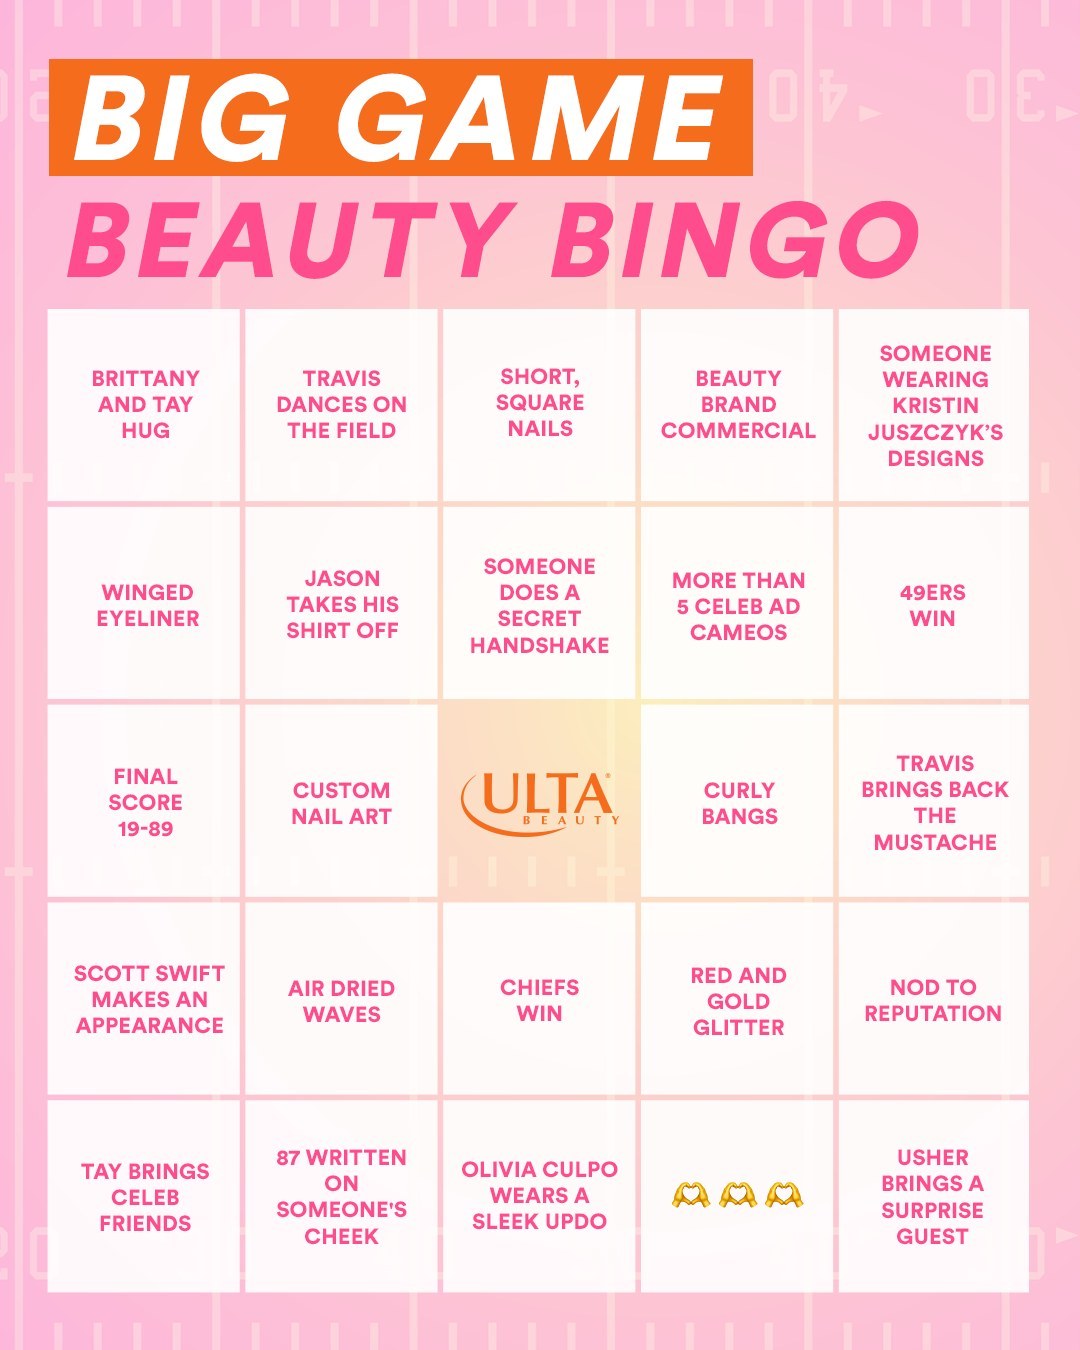 BIG GAME
BEAUTY BINGO
BRITTANY
AND TAY
HUG
TRAVIS
DANCES ON
THE FIELD
SHORT,
SQUARE
NAILS
BEAUTY
BRAND
COMMERCIAL
SOMEONE
WEARING
KRISTIN
JUSZCZYK'S
DESIGNS
WINGED
EYELINER
JASON
TAKES HIS
SHIRT OFF
SOMEONE
DOES A
SECRET
HANDSHAKE
MORE THAN
5 CELEB AD
CAMEOS
49ERS
WIN
FINAL
SCORE
19-89
CUSTOM
NAIL ART
ULTA
BEAUTY
CURLY
BANGS
TRAVIS
BRINGS BACK
THE
MUSTACHE
SCOTT SWIFT
MAKES AN
APPEARANCE
AIR DRIED
WAVES
CHIEFS
WIN
RED AND
GOLD
GLITTER
NOD TO
REPUTATION
TAY BRINGS
CELEB
FRIENDS
87 WRITTEN
ON
SOMEONE'S
CHEEK
OLIVIA CULPO
WEARS A
SLEEK UPDO
🫶 🫶 🫶
USHER
BRINGS A
SURPRISE
GUEST